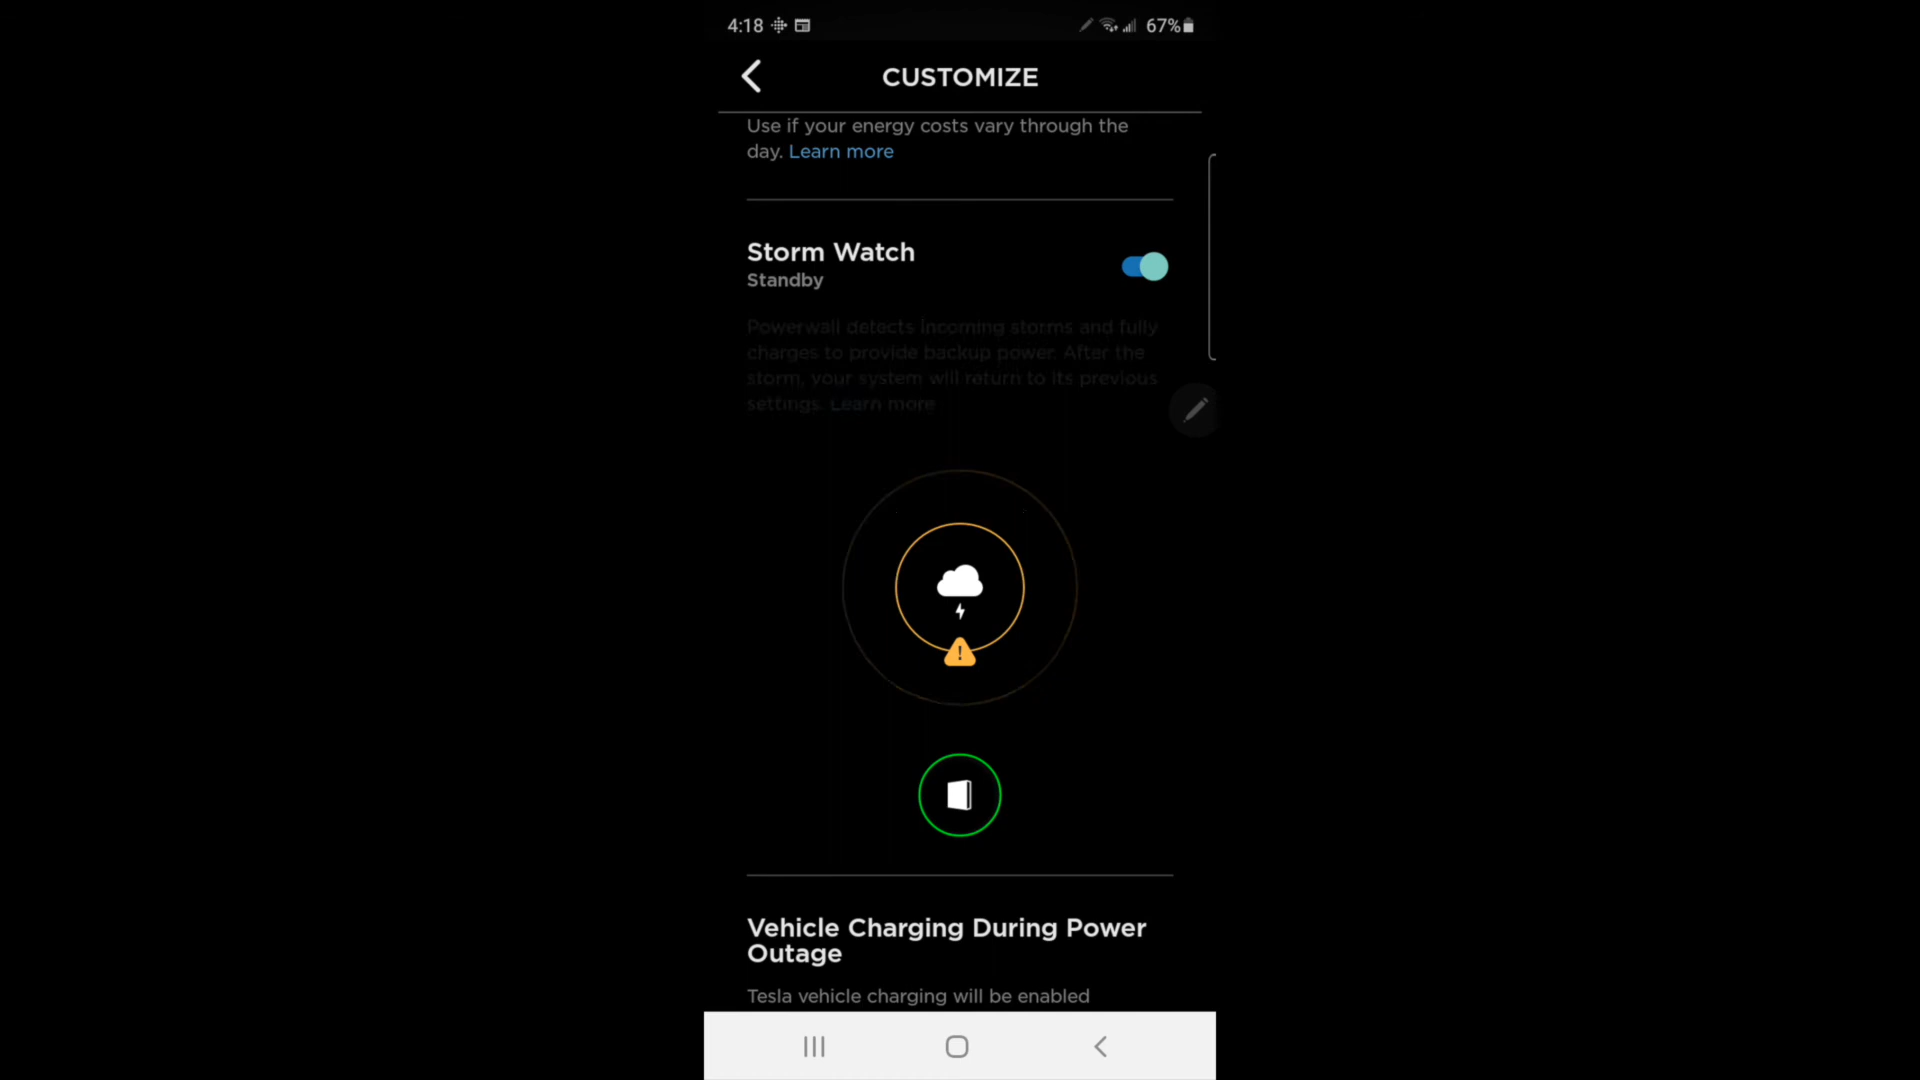 4:18
67%
CUSTOMIZE
Use if your energy costs vary through the
day. Learn more
Storm Watch
Standby
Powerwall detects incoming storms and fully
charges to provide backup power. After the
storm, your system will return to its previous
settings. Learn more
!
Vehicle Charging During Power
Outage
Tesla vehicle charging will be enabled